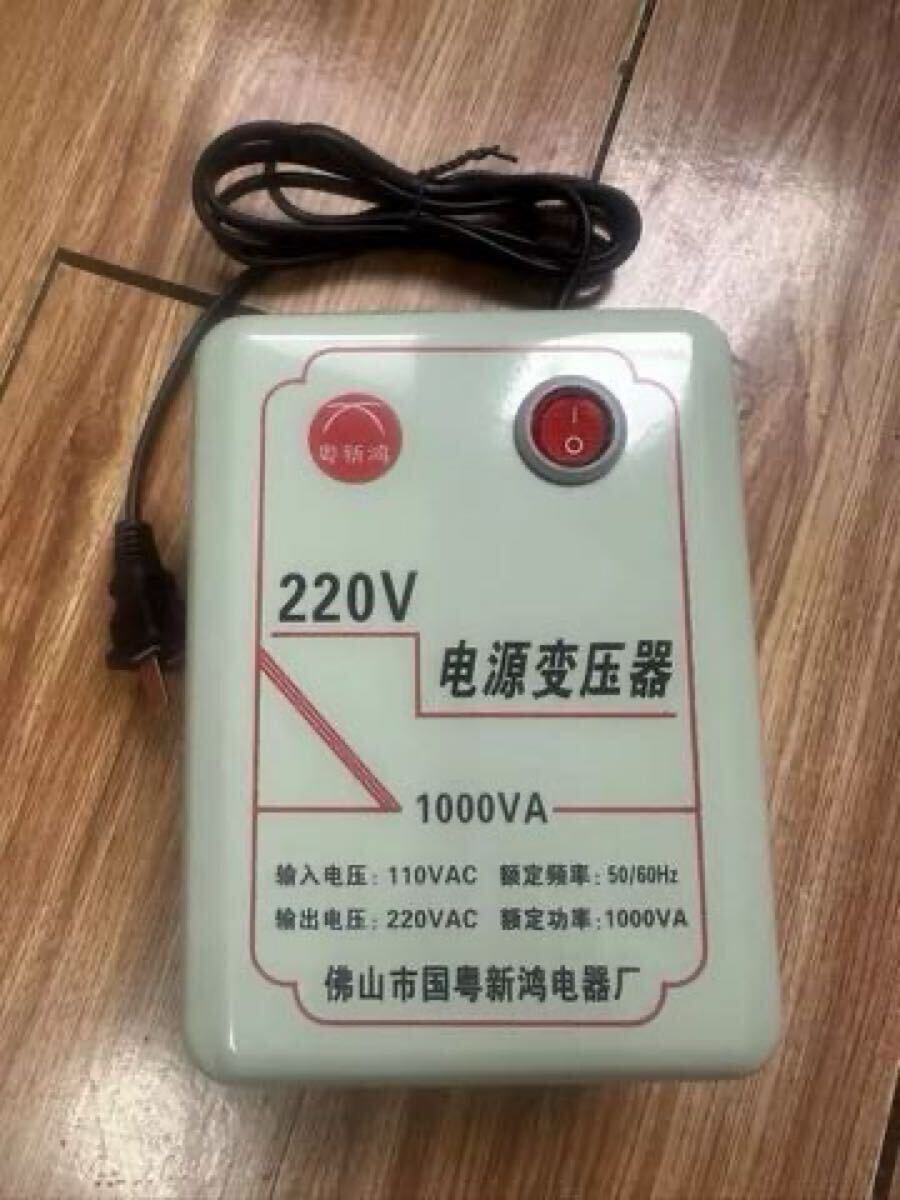 粤新鸿
I
O
220V
电源变压器
1000VA
输入电压: 110VAC 额定频率: 50/60Hz
输出电压: 220VAC 额定功率: 1000VA
佛山市国粤新鸿电器厂